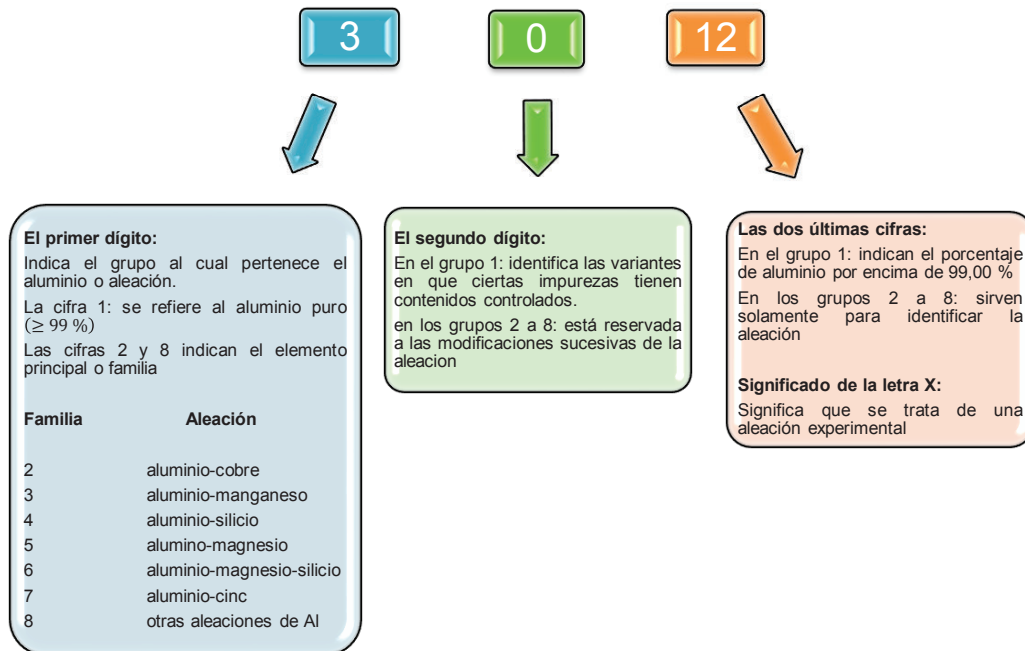 3 0 12
El primer dígito:
Indica el grupo al cual pertenece el
aluminio o aleación.
La cifra 1: se refiere al aluminio puro
(≥ 99 %)
Las cifras 2 y 8 indican el elemento
principal o familia
Familia Aleación
2 aluminio-cobre
3 aluminio-manganeso
4 aluminio-silicio
5 alumino-magnesio
6 aluminio-magnesio-silicio
7 aluminio-cinc
8 otras aleaciones de Al
El segundo dígito:
En el grupo 1: identifica las variantes
en que ciertas impurezas tienen
contenidos controlados.
en los grupos 2 a 8: está reservada
a las modificaciones sucesivas de la
aleacion
Las dos últimas cifras:
En el grupo 1: indican el porcentaje
de aluminio por encima de 99,00 %
En los grupos 2 a 8: sirven
solamente para identificar la
aleación
Significado de la letra X:
Significa que se trata de una
aleación experimental